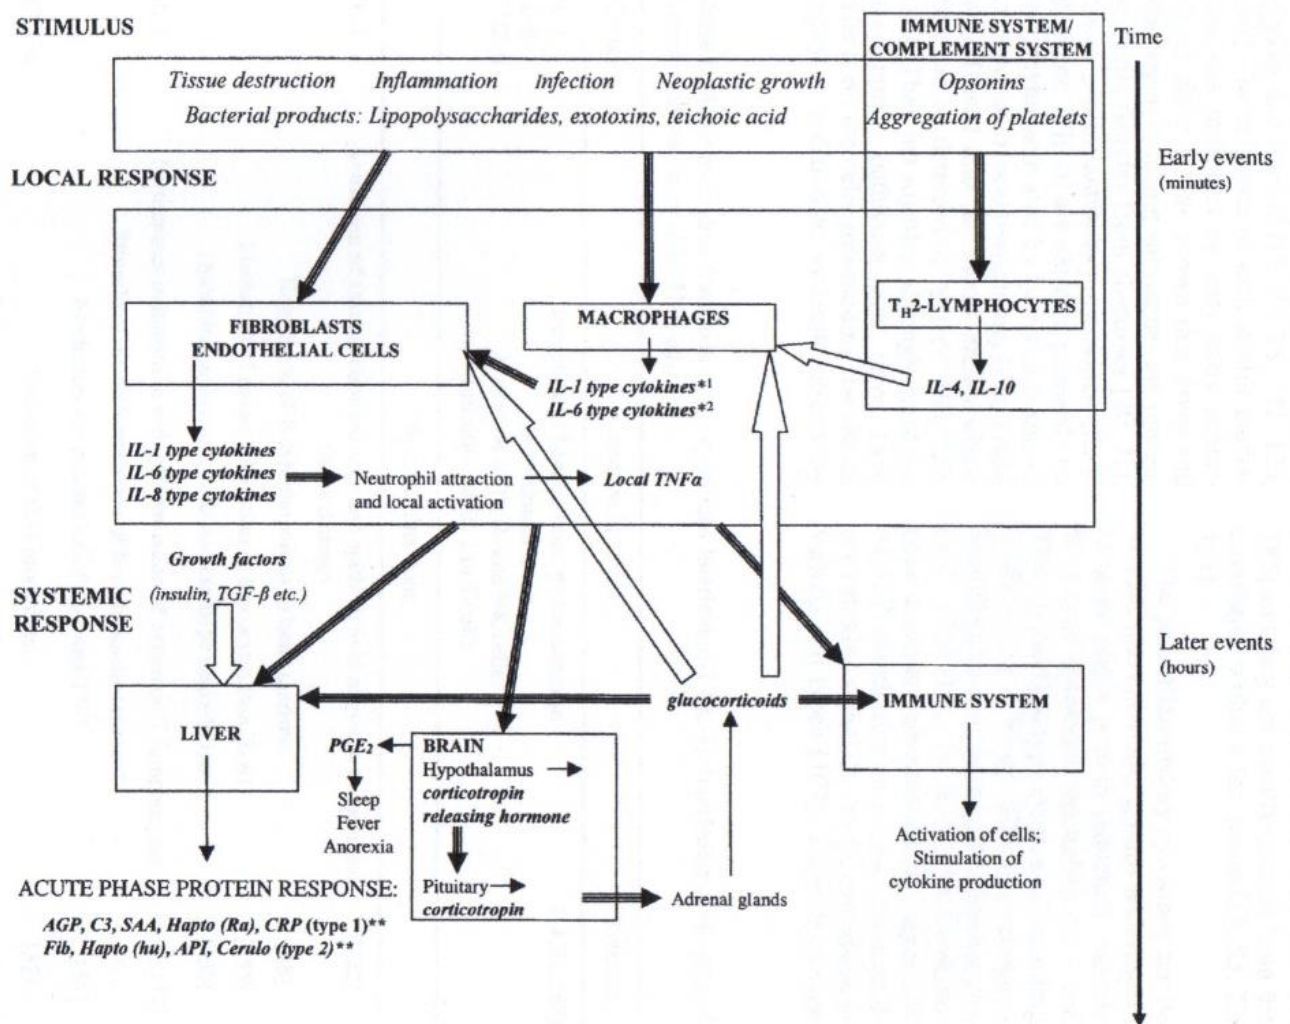 STIMULUS
IMMUNE SYSTEM/
COMPLEMENT SYSTEM
Time
Tissue destruction Inflammation Infection Neoplastic growth Opsonins
Bacterial products: Lipopolysaccharides, exotoxins, teichoic acid Aggregation of platelets
Early events
(minutes)
LOCAL RESPONSE
FIBROBLASTS
ENDOTHELIAL CELLS
MACROPHAGES
TH2-LYMPHOCYTES
IL-1 type cytokines*1
IL-6 type cytokines*2
IL-4, IL-10
IL-1 type cytokines
IL-6 type cytokines
IL-8 type cytokines
Neutrophil attraction
and local activation
Local TNFα
Growth factors
(insulin, TGF-β etc.)
SYSTEMIC
RESPONSE
Later events
(hours)
LIVER
glucocorticoids
IMMUNE SYSTEM
PGE2
BRAIN
Hypothalamus
corticotropin
releasing hormone
Sleep
Fever
Anorexia
Pituitary
corticotropin
Adrenal glands
Activation of cells;
Stimulation of
cytokine production
ACUTE PHASE PROTEIN RESPONSE:
AGP, C3, SAA, Hapto (Ra), CRP (type 1)**
Fib, Hapto (hu), API, Cerulo (type 2)**